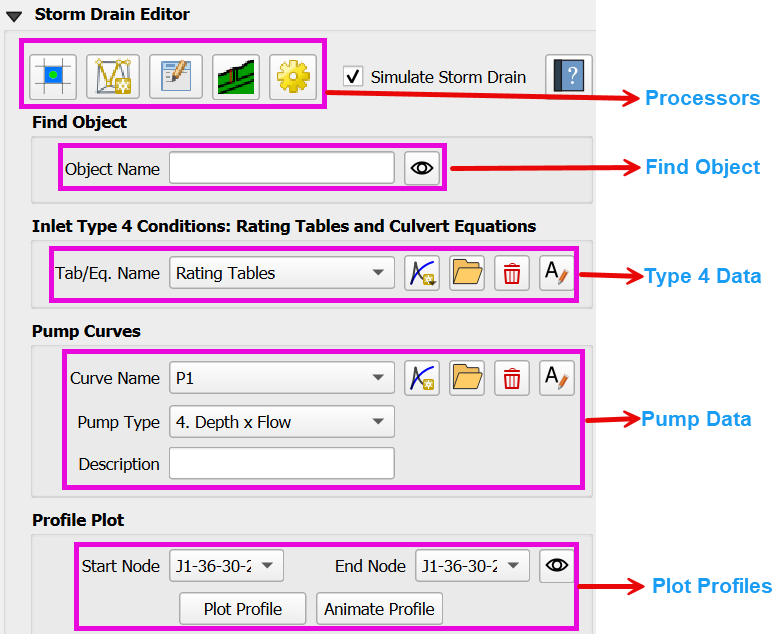 Storm Drain Editor
Simulate Storm Drain
?
Processors
Find Object
Object Name
Find Object
Inlet Type 4 Conditions: Rating Tables and Culvert Equations
Tab/Eq. Name Rating Tables A
Type 4 Data
Pump Curves
Curve Name P1 A
Pump Type 4. Depth x Flow
Pump Data
Description
Profile Plot
Start Node J1-36-30-2 End Node J1-36-30-2
Plot Profiles
Plot Profile Animate Profile